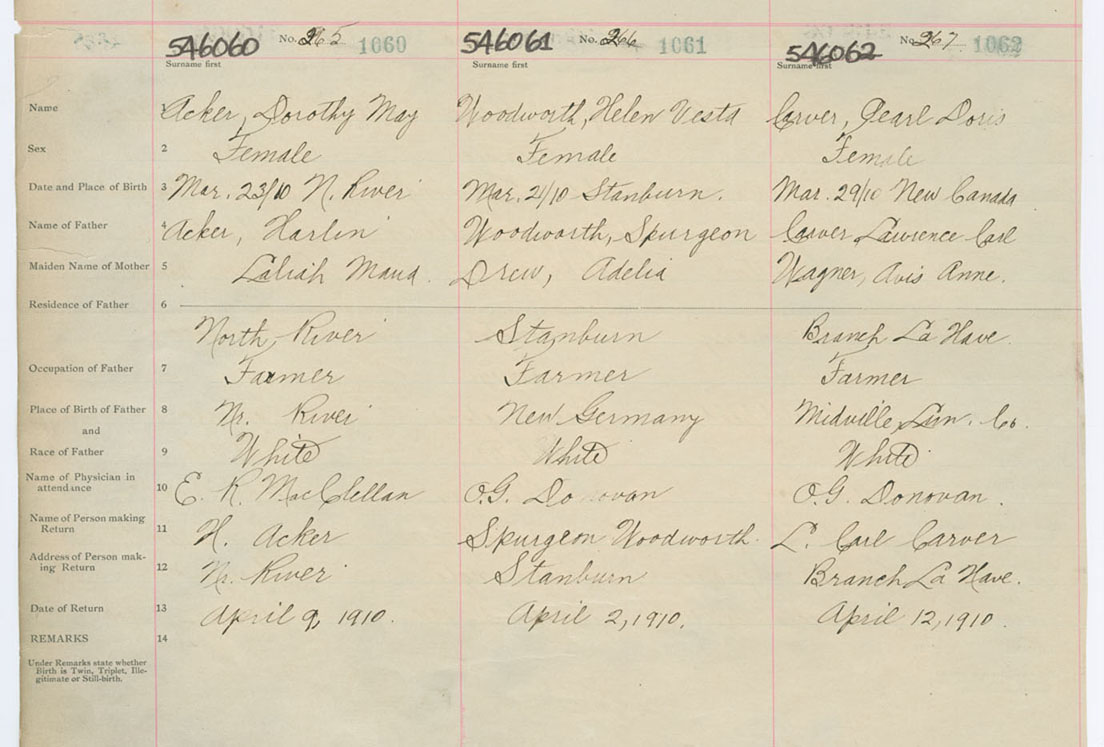 546060 No. 265 1060 546061 No. 266 1061 546062 No. 267 1062
Surname first Surname first Surname first
Name 1 Acker, Dorothy May Woodworth, Helen Vesta Carver, Pearl Doris
Sex 2 Female Female Female
Date and Place of Birth 3 Mar. 23/10 N. River Mar. 21/10 Stanburn. Mar. 29/10 New Canada
Name of Father 4 Acker, Harlin Woodworth, Spurgeon Carver, Lawrence Carl
Maiden Name of Mother 5 Laliah Maud. Drew, Adelia Wagner, Avis Anne.
Residence of Father 6
North River Stanburn Branch La Have.
Occupation of Father 7 Farmer Farmer Farmer
Place of Birth of Father 8 Nr. River New Germany Midville Lun. Co.
and
Race of Father 9 White White White
Name of Physician in
attendance 10 E. R. MacClellan O.G. Donovan O.G. Donovan.
Name of Person making
Return 11 H. Acker Spurgeon Woodworth. L. Carl Carver
Address of Person mak-
ing Return 12 Nr. River Stanburn Branch La Have.
Date of Return 13 April 9, 1910. April 2, 1910. April 12, 1910.
REMARKS 14
Under Remarks state whether
Birth is Twin, Triplet, Ille-
gitimate or Still-birth.